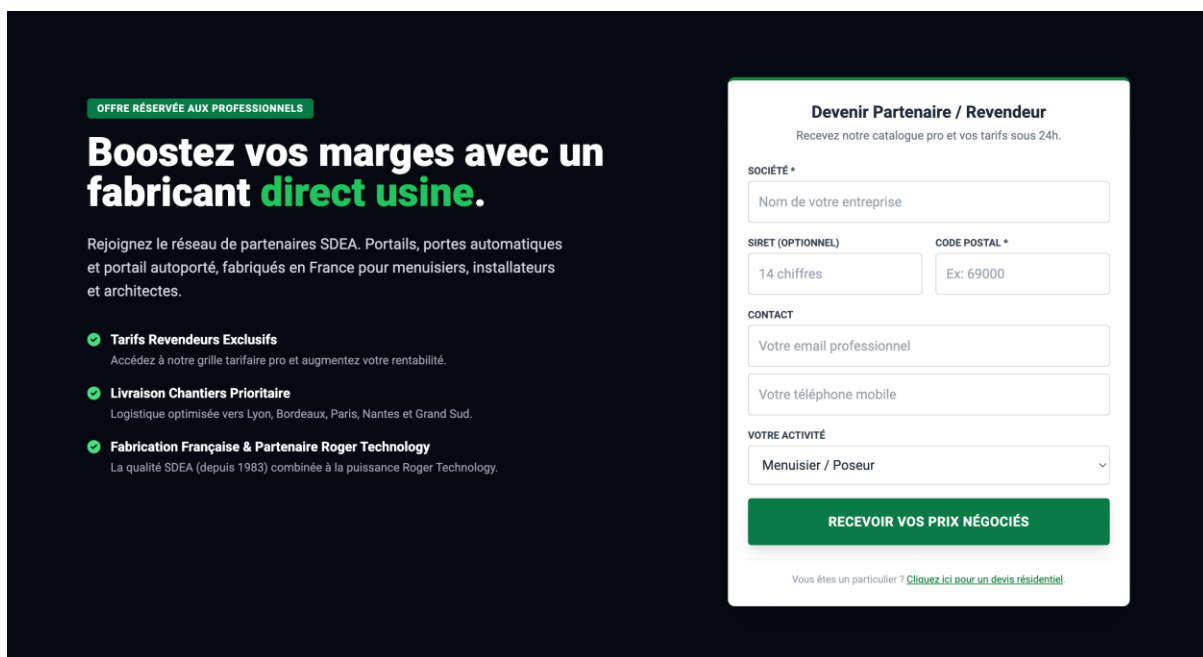 OFFRE RÉSERVÉE AUX PROFESSIONNELS
Boostez vos marges avec un
fabricant direct usine.
Rejoignez le réseau de partenaires SDEA. Portails, portes automatiques
et portail autoporté, fabriqués en France pour menuisiers, installateurs
et architectes.
Tarifs Revendeurs Exclusifs
Accédez à notre grille tarifaire pro et augmentez votre rentabilité.
Livraison Chantiers Prioritaire
Logistique optimisée vers Lyon, Bordeaux, Paris, Nantes et Grand Sud.
Fabrication Française & Partenaire Roger Technology
La qualité SDEA (depuis 1983) combinée à la puissance Roger Technology.
Devenir Partenaire / Revendeur
Recevez notre catalogue pro et vos tarifs sous 24h.
SOCIÉTÉ *
Nom de votre entreprise
SIRET (OPTIONNEL)
CODE POSTAL *
14 chiffres
Ex: 69000
CONTACT
Votre email professionnel
Votre téléphone mobile
VOTRE ACTIVITÉ
Menuisier / Poseur
RECEVOIR VOS PRIX NÉGOCIÉS
Vous êtes un particulier ? Cliquez ici pour un devis résidentiel.